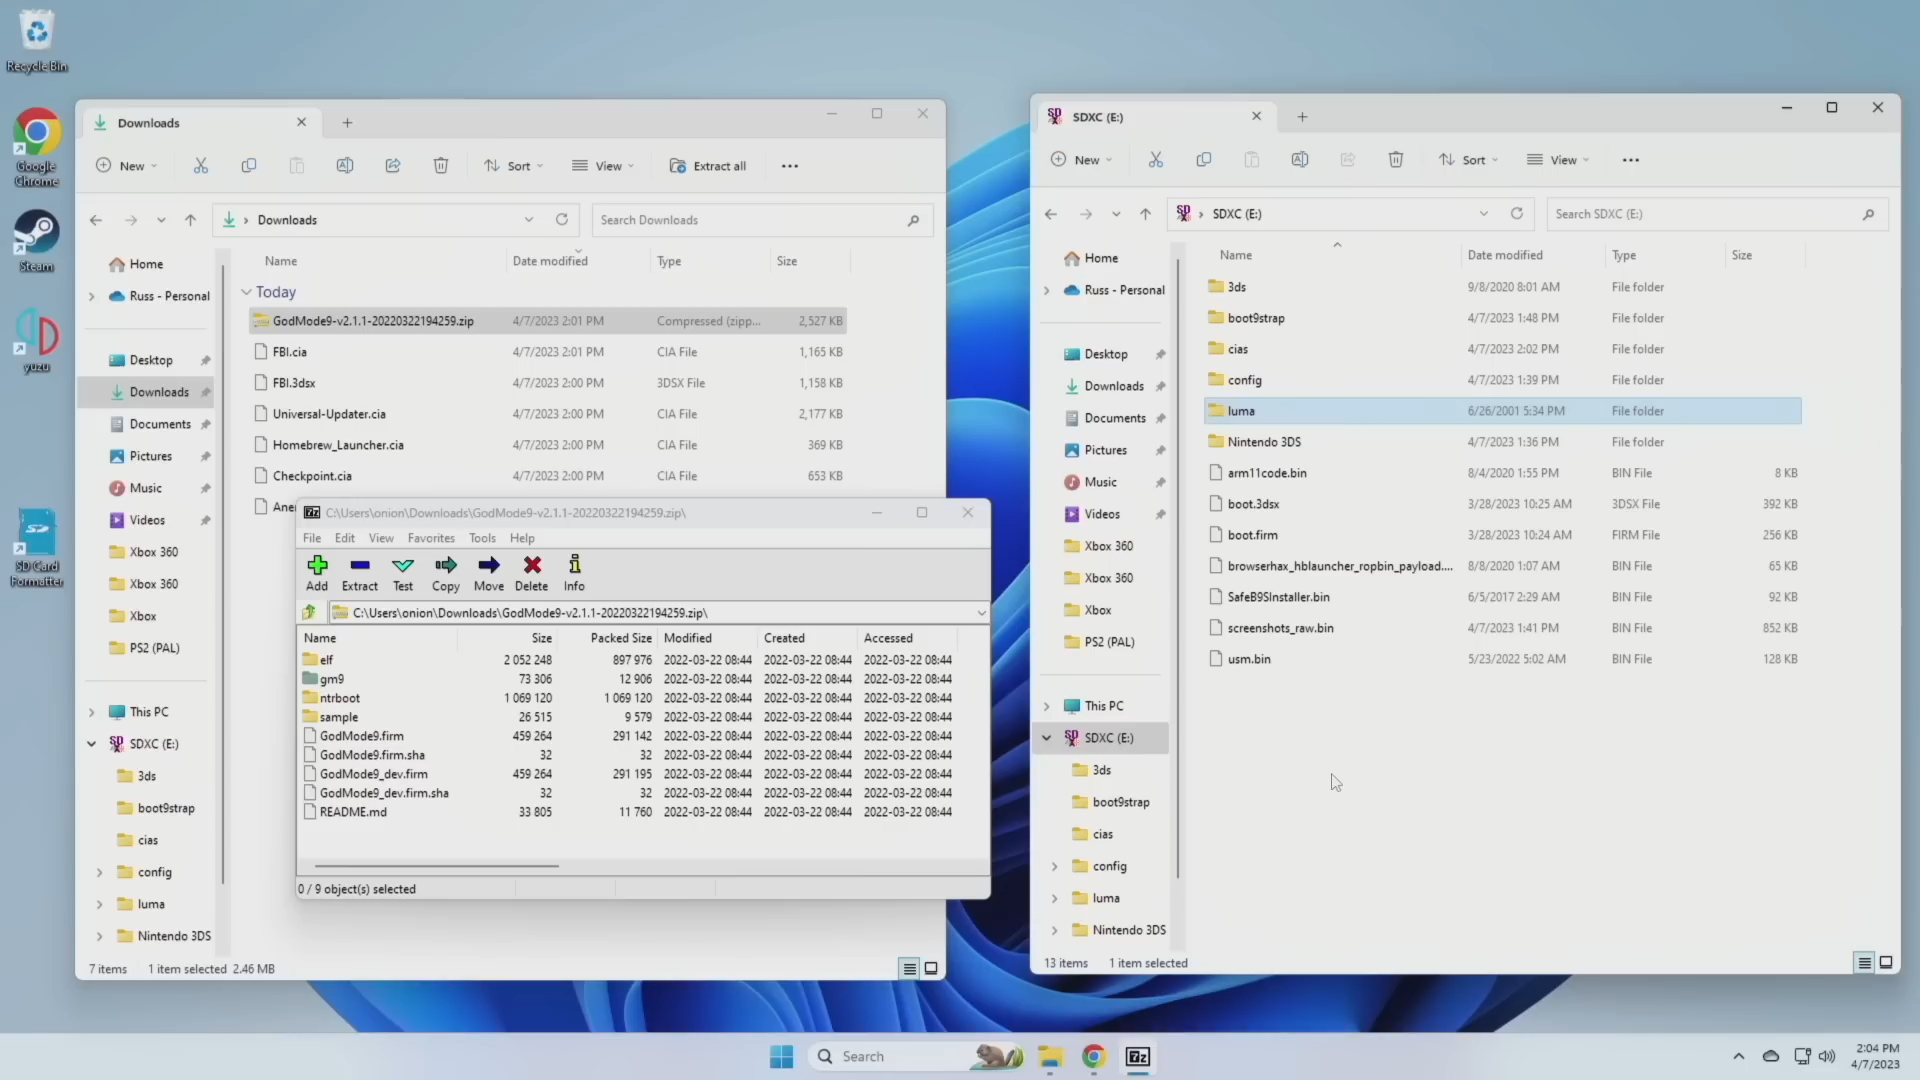 Recycle Bin
Google Chrome
Steam
yuzu
SD Card Formatter
Downloads
New
Sort
View
Extract all
Downloads
Search Downloads
Name Date modified Type Size
Today
GodMode9-v2.1.1-20220322194259.zip 4/7/2023 2:01 PM Compressed (zipp... 2,527 KB
FBI.cia 4/7/2023 2:01 PM CIA File 1,165 KB
FBI.3dsx 4/7/2023 2:00 PM 3DSX File 1,158 KB
Universal-Updater.cia 4/7/2023 2:00 PM CIA File 2,177 KB
Homebrew_Launcher.cia 4/7/2023 2:00 PM CIA File 369 KB
Checkpoint.cia 4/7/2023 2:00 PM CIA File 653 KB
Home
Russ - Personal
Desktop
Downloads
Documents
Pictures
Music
Videos
Xbox 360
Xbox 360
Xbox
PS2 (PAL)
This PC
SDXC (E:)
3ds
boot9strap
cias
config
luma
Nintendo 3DS
7 items 1 item selected 2.46 MB
C:\Users\onion\Downloads\GodMode9-v2.1.1-20220322194259.zip\
File Edit View Favorites Tools Help
Add Extract Test Copy Move Delete Info
C:\Users\onion\Downloads\GodMode9-v2.1.1-20220322194259.zip\
Name Size Packed Size Modified Created Accessed
elf 2 052 248 897 976 2022-03-22 08:44 2022-03-22 08:44 2022-03-22 08:44
gm9 73 306 12 906 2022-03-22 08:44 2022-03-22 08:44 2022-03-22 08:44
ntrboot 1 069 120 1 069 120 2022-03-22 08:44 2022-03-22 08:44 2022-03-22 08:44
sample 26 515 9 579 2022-03-22 08:44 2022-03-22 08:44 2022-03-22 08:44
GodMode9.firm 459 264 291 142 2022-03-22 08:44 2022-03-22 08:44 2022-03-22 08:44
GodMode9.firm.sha 32 32 2022-03-22 08:44 2022-03-22 08:44 2022-03-22 08:44
GodMode9_dev.firm 459 264 291 195 2022-03-22 08:44 2022-03-22 08:44 2022-03-22 08:44
GodMode9_dev.firm.sha 32 32 2022-03-22 08:44 2022-03-22 08:44 2022-03-22 08:44
README.md 33 805 11 760 2022-03-22 08:44 2022-03-22 08:44 2022-03-22 08:44
0 / 9 object(s) selected
SDXC (E:)
New
Sort
View
SDXC (E:)
Search SDXC (E:)
Name Date modified Type Size
3ds 9/8/2020 8:01 AM File folder
boot9strap 4/7/2023 1:48 PM File folder
cias 4/7/2023 2:02 PM File folder
config 4/7/2023 1:39 PM File folder
luma 6/26/2001 5:34 PM File folder
Nintendo 3DS 4/7/2023 1:36 PM File folder
arm11code.bin 8/4/2020 1:55 PM BIN File 8 KB
boot.3dsx 3/28/2023 10:25 AM 3DSX File 392 KB
boot.firm 3/28/2023 10:24 AM FIRM File 256 KB
browserhax_hblauncher_ropbin_payload.... 8/8/2020 1:07 AM BIN File 65 KB
SafeB9SInstaller.bin 6/5/2017 2:29 AM BIN File 92 KB
screenshots_raw.bin 4/7/2023 1:41 PM BIN File 852 KB
usm.bin 5/23/2022 5:02 AM BIN File 128 KB
Home
Russ - Personal
Desktop
Downloads
Documents
Pictures
Music
Videos
Xbox 360
Xbox 360
Xbox
PS2 (PAL)
This PC
SDXC (E:)
3ds
boot9strap
cias
config
luma
Nintendo 3DS
13 items 1 item selected
Search
2:04 PM
4/7/2023